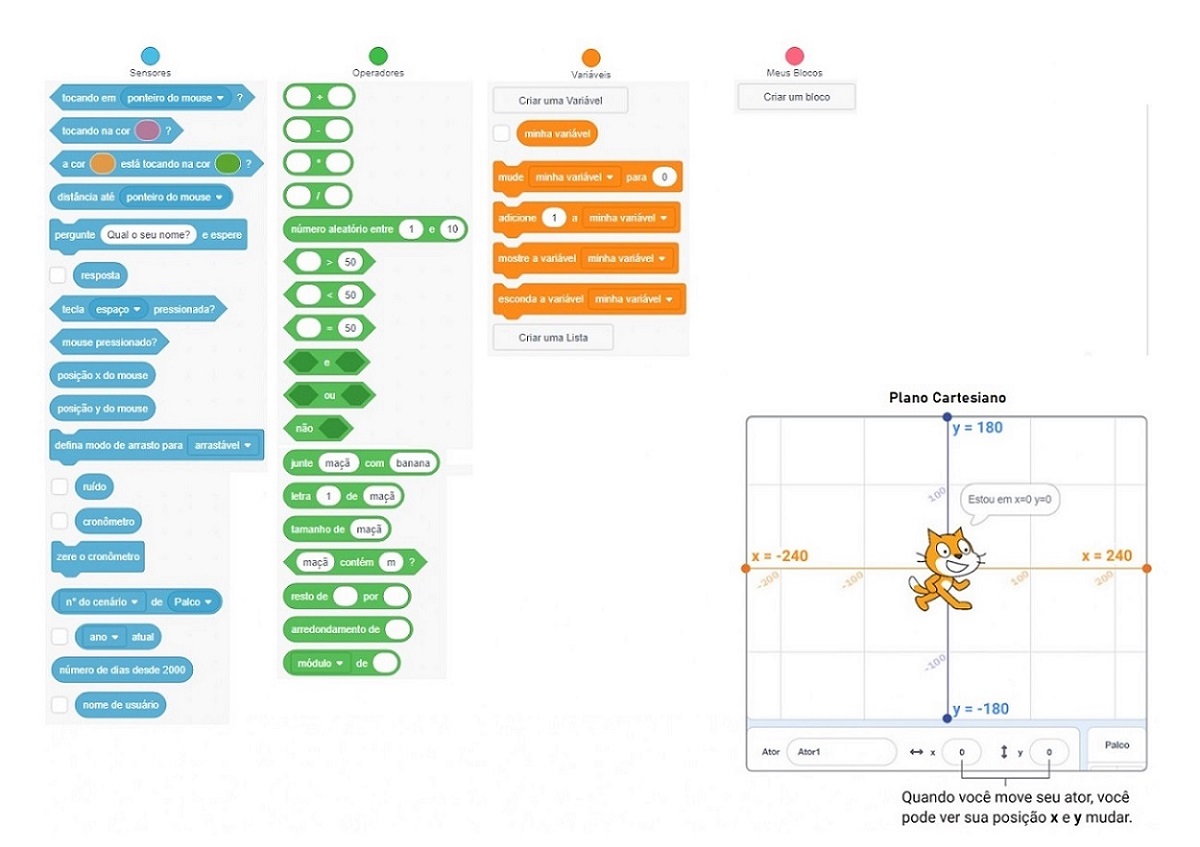 Sensores
tocando em ponteiro do mouse ?
tocando na cor ?
a cor está tocando na cor ?
distância até ponteiro do mouse
pergunte Qual o seu nome? e espere
resposta
tecla espaço pressionada?
mouse pressionado?
posição x do mouse
posição y do mouse
defina modo de arrasto para arrastável
ruído
cronômetro
zere o cronômetro
nº do cenário de Palco
ano atual
número de dias desde 2000
nome de usuário
Operadores
+
-
*
/
número aleatório entre 1 e 10
> 50
< 50
= 50
e
ou
não
junte maçã com banana
letra 1 de maçã
tamanho de maçã
maçã contém m ?
resto de por
arredondamento de
módulo de
Variáveis
Criar uma Variável
minha variável
mude minha variável para 0
adicione 1 a minha variável
mostre a variável minha variável
esconda a variável minha variável
Criar uma Lista
Meus Blocos
Criar um bloco
Plano Cartesiano
y = 180
100
Estou em x=0 y=0
x = -240 x = 240
-200 -100 100 200
-100
y = -180
Ator Ator1 x 0 y 0 Palco
Quando você move seu ator, você
pode ver sua posição x e y mudar.